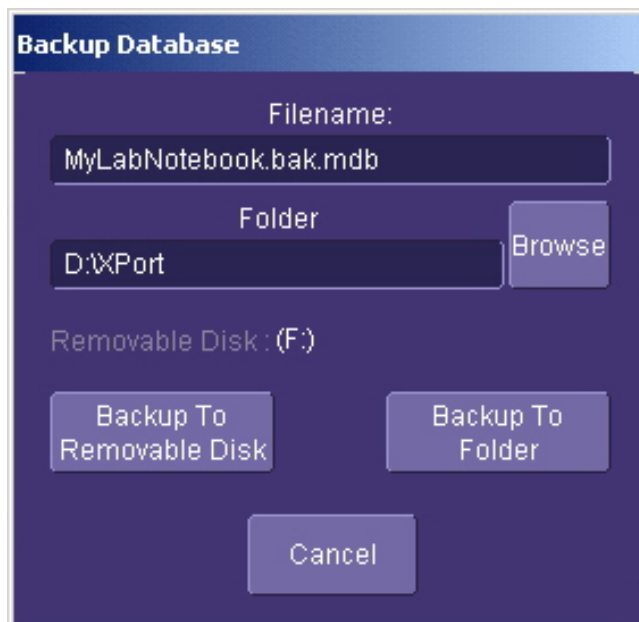 Backup Database
Filename:
MyLabNotebook.bak.mdb
Folder
D:\XPort
Browse
Removable Disk : (F:)
Backup To
Removable Disk
Backup To
Folder
Cancel